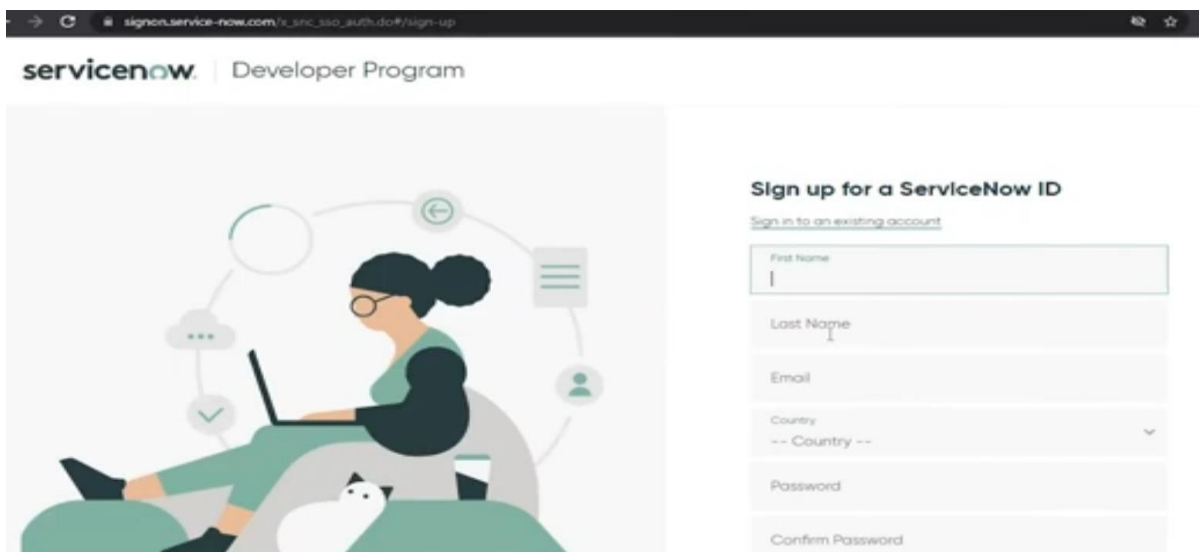 signon.service-now.com/x_snc_sso_auth.do#/sign-up
servicenow. Developer Program
Sign up for a ServiceNow ID
Sign in to an existing account
First Name
Last Name
Email
Country
-- Country --
Password
Confirm Password